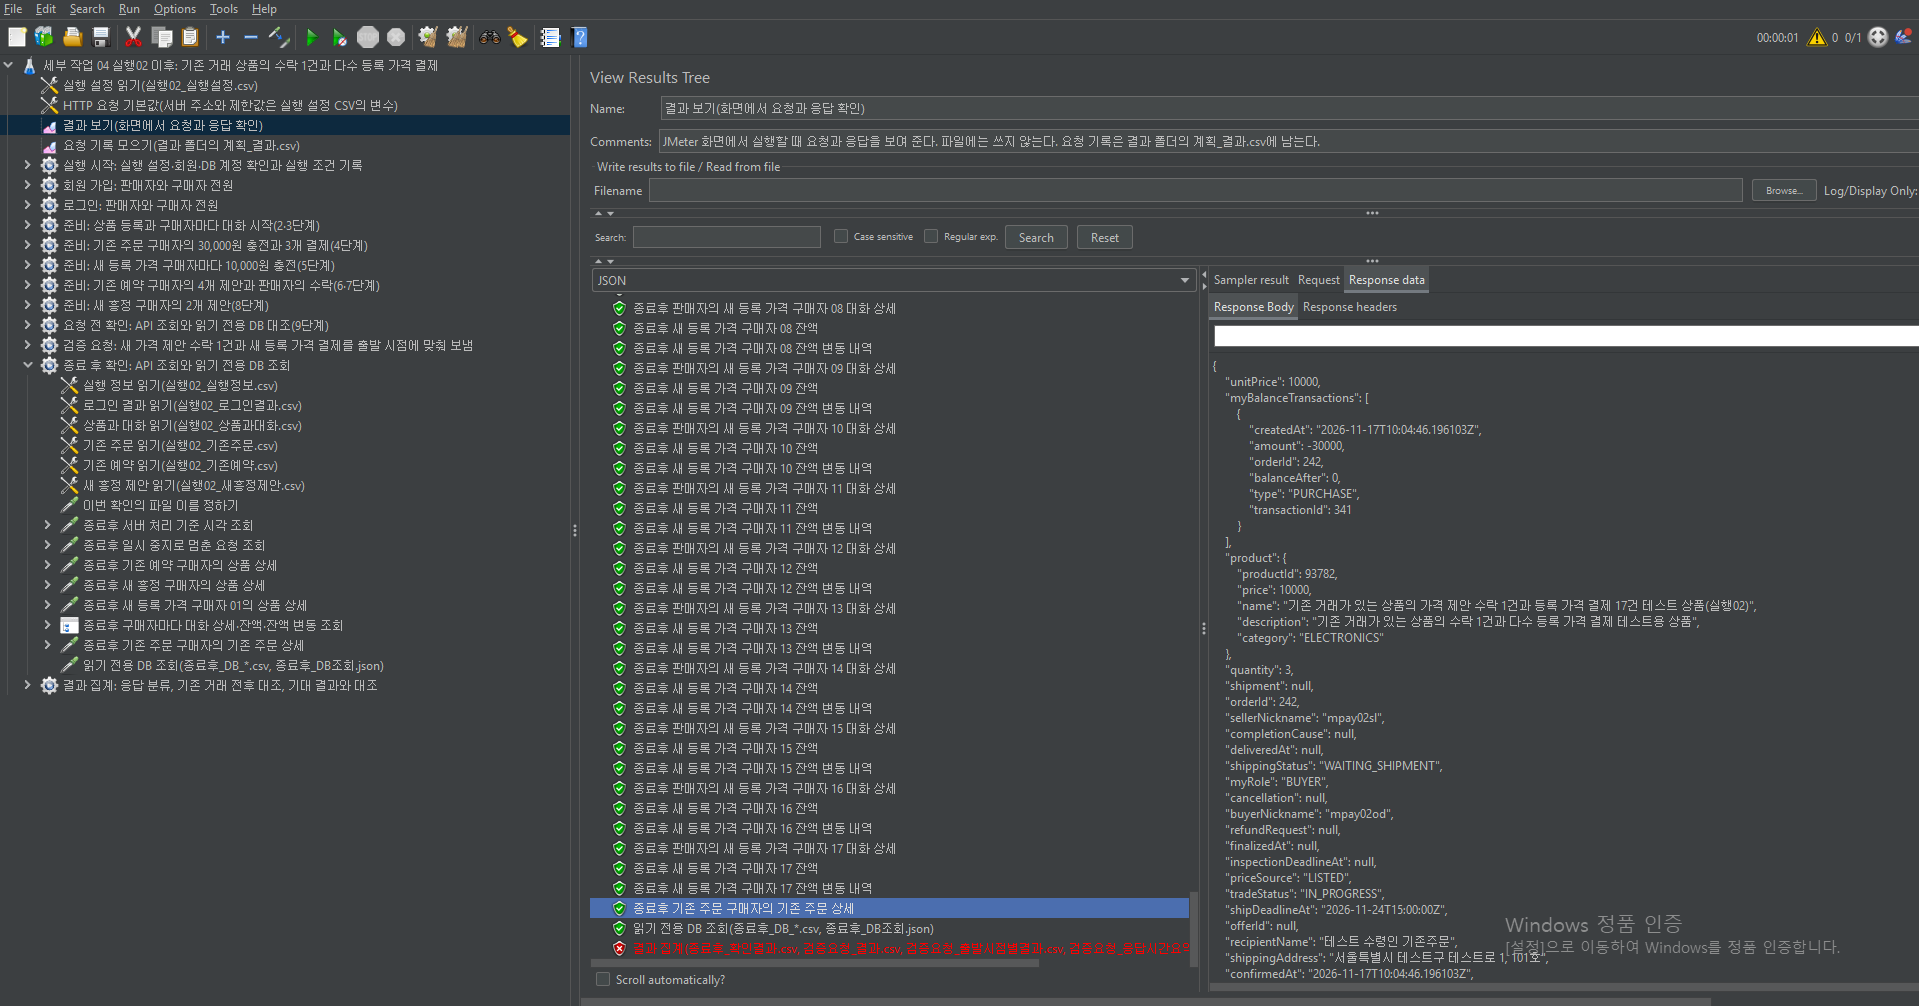 File Edit Search Run Options Tools Help
00:00:01 0 0/1
세부 작업 04 실행02 이후: 기존 거래 상품의 수락 1건과 다수 등록 가격 결제
실행 설정 읽기(실행02_실행설정.csv)
HTTP 요청 기본값(서버 주소와 제한값은 실행 설정 CSV의 변수)
결과 보기(화면에서 요청과 응답 확인)
요청 기록 모으기(결과 폴더의 계획_결과.csv)
실행 시작: 실행 설정·회원·DB 계정 확인과 실행 조건 기록
회원 가입: 판매자와 구매자 전원
로그인: 판매자와 구매자 전원
준비: 상품 등록과 구매자마다 대화 시작(2·3단계)
준비: 기존 주문 구매자의 30,000원 충전과 3개 결제(4단계)
준비: 새 등록 가격 구매자마다 10,000원 충전(5단계)
준비: 기존 예약 구매자의 4개 제안과 판매자의 수락(6·7단계)
준비: 새 흥정 구매자의 2개 제안(8단계)
요청 전 확인: API 조회와 읽기 전용 DB 대조(9단계)
검증 요청: 새 가격 제안 수락 1건과 새 등록 가격 결제를 출발 시점에 맞춰 보냄
종료 후 확인: API 조회와 읽기 전용 DB 조회
실행 정보 읽기(실행02_실행정보.csv)
로그인 결과 읽기(실행02_로그인결과.csv)
상품과 대화 읽기(실행02_상품과대화.csv)
기존 주문 읽기(실행02_기존주문.csv)
기존 예약 읽기(실행02_기존예약.csv)
새 흥정 제안 읽기(실행02_새흥정제안.csv)
이번 확인의 파일 이름 정하기
종료후 서버 처리 기준 시각 조회
종료후 일시 중지로 멈춘 요청 조회
종료후 기존 예약 구매자의 상품 상세
종료후 새 흥정 구매자의 상품 상세
종료후 새 등록 가격 구매자 01의 상품 상세
종료후 구매자마다 대화 상세·잔액·잔액 변동 조회
종료후 기존 주문 구매자의 기존 주문 상세
읽기 전용 DB 조회(종료후_DB_*.csv, 종료후_DB조회.json)
결과 집계: 응답 분류, 기존 거래 전후 대조, 기대 결과와 대조
View Results Tree
Name: 결과 보기(화면에서 요청과 응답 확인)
Comments: JMeter 화면에서 실행할 때 요청과 응답을 보여 준다. 파일에는 쓰지 않는다. 요청 기록은 결과 폴더의 계획_결과.csv에 남는다.
Write results to file / Read from file
Filename Browse... Log/Display Only:
Search: Case sensitive Regular exp. Search Reset
JSON
종료후 판매자의 새 등록 가격 구매자 08 대화 상세
종료후 새 등록 가격 구매자 08 잔액
종료후 새 등록 가격 구매자 08 잔액 변동 내역
종료후 판매자의 새 등록 가격 구매자 09 대화 상세
종료후 새 등록 가격 구매자 09 잔액
종료후 새 등록 가격 구매자 09 잔액 변동 내역
종료후 판매자의 새 등록 가격 구매자 10 대화 상세
종료후 새 등록 가격 구매자 10 잔액
종료후 새 등록 가격 구매자 10 잔액 변동 내역
종료후 판매자의 새 등록 가격 구매자 11 대화 상세
종료후 새 등록 가격 구매자 11 잔액
종료후 새 등록 가격 구매자 11 잔액 변동 내역
종료후 판매자의 새 등록 가격 구매자 12 대화 상세
종료후 새 등록 가격 구매자 12 잔액
종료후 새 등록 가격 구매자 12 잔액 변동 내역
종료후 판매자의 새 등록 가격 구매자 13 대화 상세
종료후 새 등록 가격 구매자 13 잔액
종료후 새 등록 가격 구매자 13 잔액 변동 내역
종료후 판매자의 새 등록 가격 구매자 14 대화 상세
종료후 새 등록 가격 구매자 14 잔액
종료후 새 등록 가격 구매자 14 잔액 변동 내역
종료후 판매자의 새 등록 가격 구매자 15 대화 상세
종료후 새 등록 가격 구매자 15 잔액
종료후 새 등록 가격 구매자 15 잔액 변동 내역
종료후 판매자의 새 등록 가격 구매자 16 대화 상세
종료후 새 등록 가격 구매자 16 잔액
종료후 새 등록 가격 구매자 16 잔액 변동 내역
종료후 판매자의 새 등록 가격 구매자 17 대화 상세
종료후 새 등록 가격 구매자 17 잔액
종료후 새 등록 가격 구매자 17 잔액 변동 내역
종료후 기존 주문 구매자의 기존 주문 상세
읽기 전용 DB 조회(종료후_DB_*.csv, 종료후_DB조회.json)
결과 집계(종료후_확인결과.csv, 검증요청_결과.csv, 검증요청_출발시점별결과.csv, 검증요청_응답시간요약
Scroll automatically?
Sampler result Request Response data
Response Body Response headers
{
"unitPrice": 10000,
"myBalanceTransactions": [
{
"createdAt": "2026-11-17T10:04:46.196103Z",
"amount": -30000,
"orderId": 242,
"balanceAfter": 0,
"type": "PURCHASE",
"transactionId": 341
}
],
"product": {
"productId": 93782,
"price": 10000,
"name": "기존 거래가 있는 상품의 가격 제안 수락 1건과 등록 가격 결제 17건 테스트 상품(실행02)",
"description": "기존 거래가 있는 상품의 수락 1건과 다수 등록 가격 결제 테스트용 상품",
"category": "ELECTRONICS"
},
"quantity": 3,
"shipment": null,
"orderId": 242,
"sellerNickname": "mpay02sl",
"completionCause": null,
"deliveredAt": null,
"shippingStatus": "WAITING_SHIPMENT",
"myRole": "BUYER",
"cancellation": null,
"buyerNickname": "mpay02od",
"refundRequest": null,
"finalizedAt": null,
"inspectionDeadlineAt": null,
"priceSource": "LISTED",
"tradeStatus": "IN_PROGRESS",
"shipDeadlineAt": "2026-11-24T15:00:00Z",
"offerId": null,
"recipientName": "테스트 수령인 기존주문",
"shippingAddress": "서울특별시 테스트구 테스트로 1, 101호",
"confirmedAt": "2026-11-17T10:04:46.196103Z",
Windows 정품 인증
[설정]으로 이동하여 Windows를 정품 인증합니다.